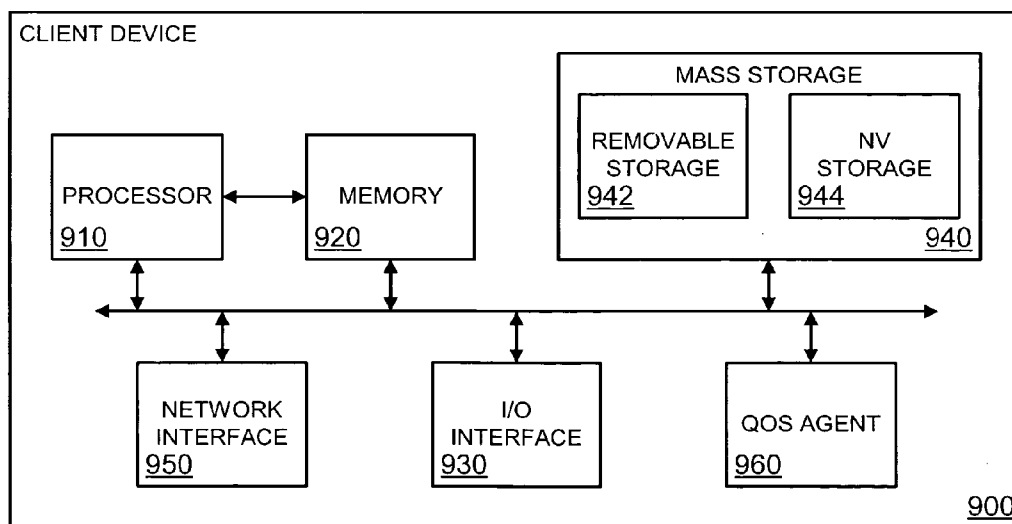 CLIENT DEVICE
MASS STORAGE
REMOVABLE
STORAGE
942
NV
STORAGE
944
940
PROCESSOR
910
MEMORY
920
NETWORK
INTERFACE
950
I/O
INTERFACE
930
QOS AGENT
960
900